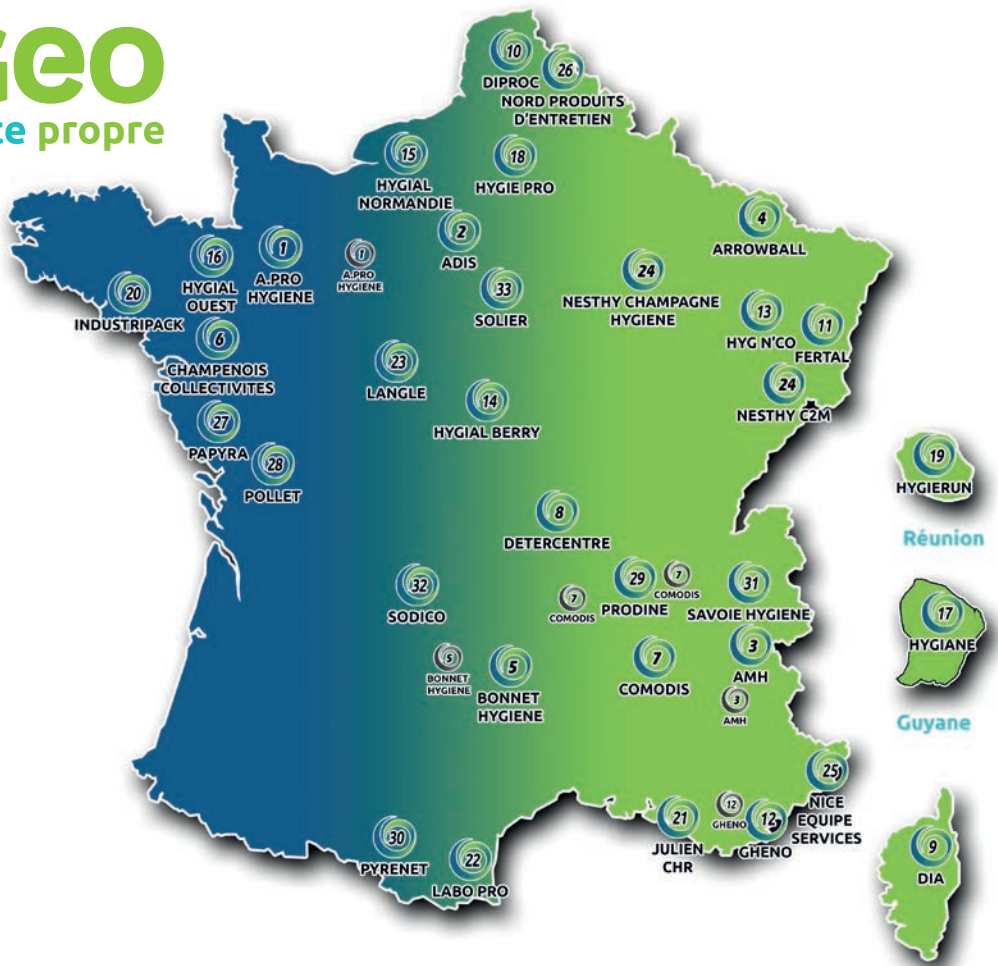 Geo
te propre
10
DIPROC
26
NORD PRODUITS
D'ENTRETIEN
15
HYGIAL
NORMANDIE
18
HYGIE PRO
4
ARROWBALL
2
ADIS
16
HYGIAL
OUEST
1
A.PRO
HYGIENE
1
A.PRO
HYGIENE
20
INDUSTRIPACK
33
SOLIER
24
NESTHY CHAMPAGNE
HYGIENE
13
HYG N'CO
11
FERTAL
6
CHAMPENOIS
COLLECTIVITES
23
LANGLE
14
HYGIAL BERRY
24
NESTHY C2M
27
PAPYRA
28
POLLET
19
HYGIERUN
Réunion
8
DETERCENTRE
32
SODICO
7
COMODIS
29
PRODINE
7
COMODIS
31
SAVOIE HYGIENE
17
HYGIANE
Guyane
5
BONNET
HYGIENE
5
BONNET
HYGIENE
7
COMODIS
3
AMH
3
AMH
25
NICE
EQUIPE
SERVICES
21
JULIEN
CHR
12
GHENO
12
GHENO
30
PYRENET
22
LABO PRO
9
DIA